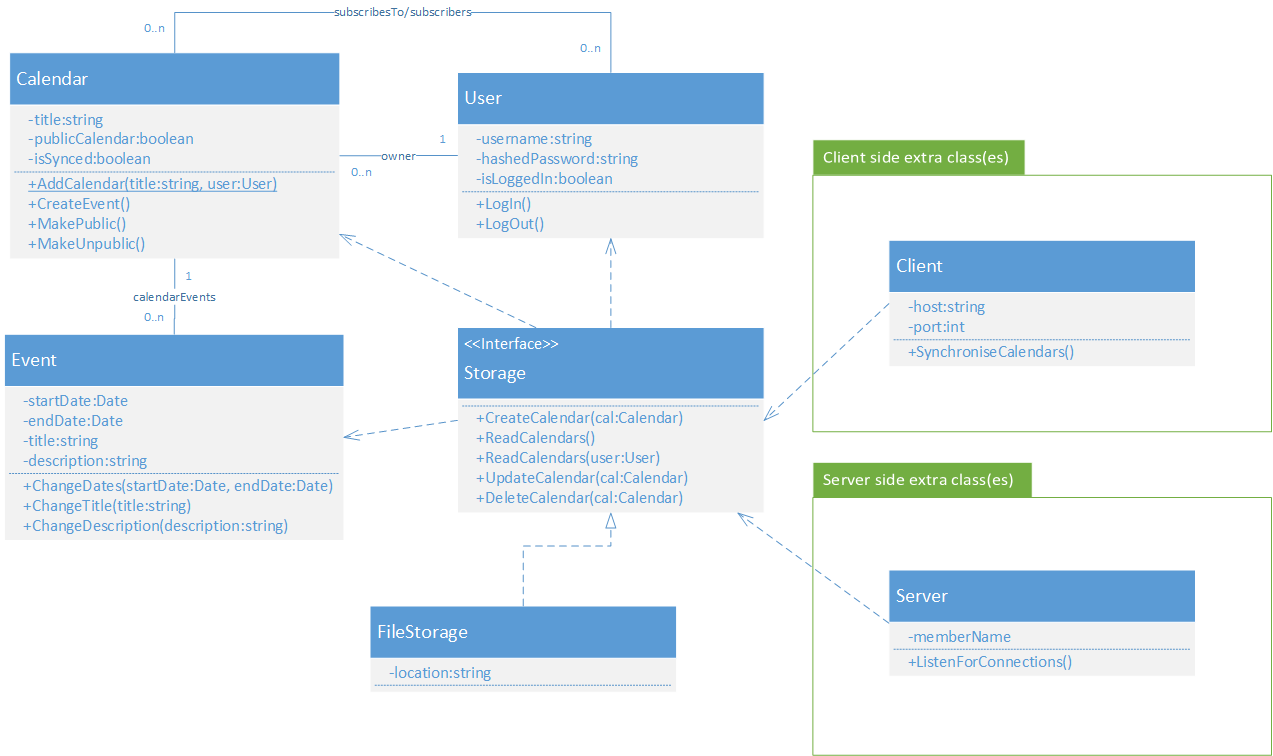 subscribesTo/subscribers
0..n
0..n
Calendar
-title:string
-publicCalendar:boolean
-isSynced:boolean
+AddCalendar(title:string, user:User)
+CreateEvent()
+MakePublic()
+MakeUnpublic()
1
owner
0..n
User
-username:string
-hashedPassword:string
-isLoggedIn:boolean
+LogIn()
+LogOut()
1
calendarEvents
0..n
Event
-startDate:Date
-endDate:Date
-title:string
-description:string
+ChangeDates(startDate:Date, endDate:Date)
+ChangeTitle(title:string)
+ChangeDescription(description:string)
<<Interface>>
Storage
+CreateCalendar(cal:Calendar)
+ReadCalendars()
+ReadCalendars(user:User)
+UpdateCalendar(cal:Calendar)
+DeleteCalendar(cal:Calendar)
FileStorage
-location:string
Client side extra class(es)
Client
-host:string
-port:int
+SynchroniseCalendars()
Server side extra class(es)
Server
-memberName
+ListenForConnections()